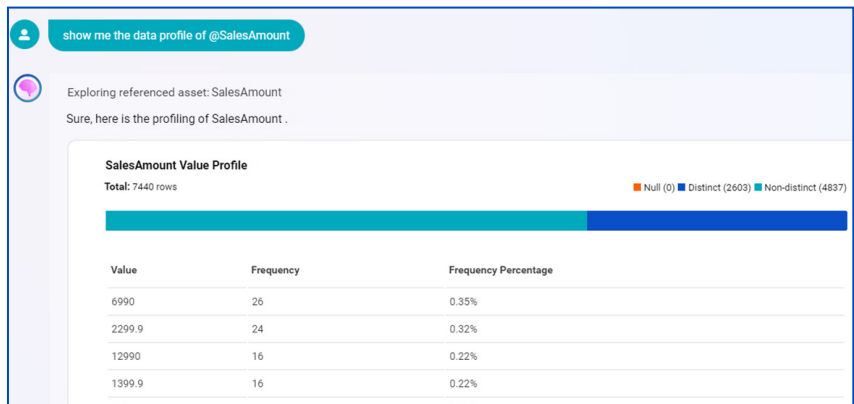 show me the data profile of @SalesAmount
Exploring referenced asset: SalesAmount
Sure, here is the profiling of SalesAmount .
SalesAmount Value Profile
Total: 7440 rows
Null (0) Distinct (2603) Non-distinct (4837)
Value Frequency Frequency Percentage
6990 26 0.35%
2299.9 24 0.32%
12990 16 0.22%
1399.9 16 0.22%